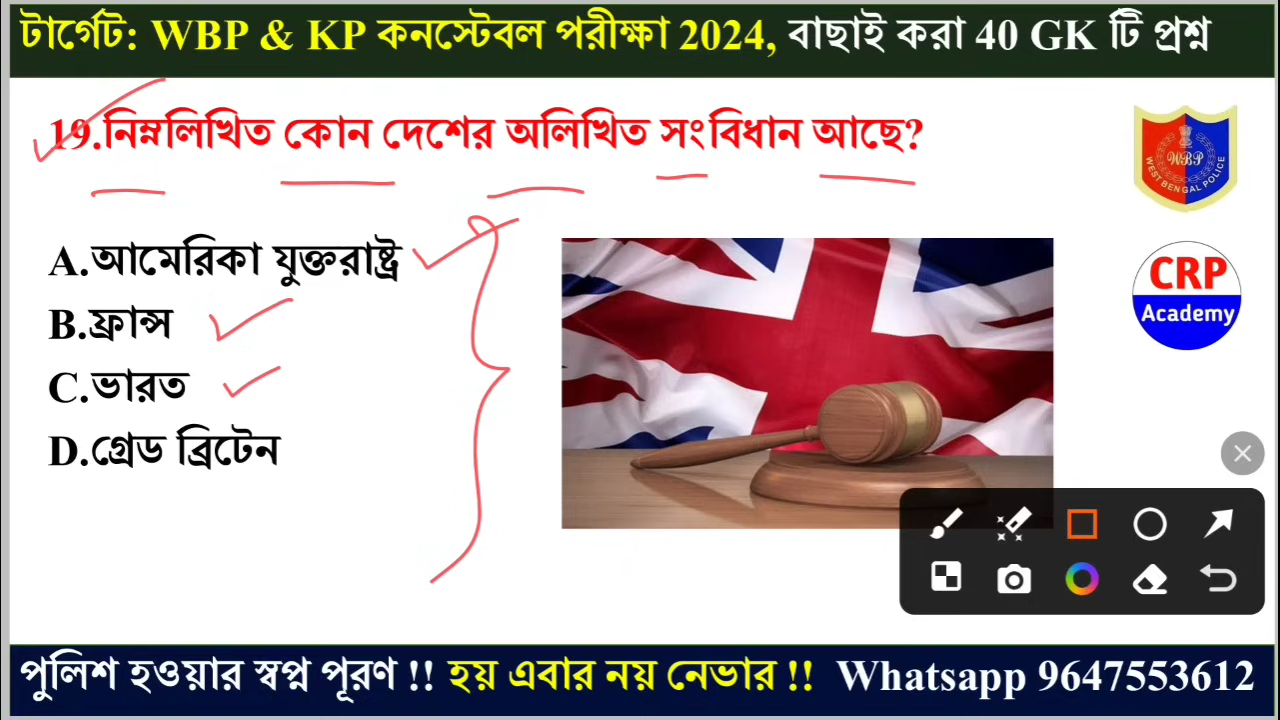 টার্গেট: WBP & KP কনস্টেবল পরীক্ষা 2024, বাছাই করা 40 GK টি প্রশ্ন
19.নিম্নলিখিত কোন দেশের অলিখিত সংবিধান আছে?
WBP
WEST BENGAL POLICE
A.আমেরিকা যুক্তরাষ্ট্র
B.ফ্রান্স
C.ভারত
D.গ্রেড ব্রিটেন
CRP
Academy
পুলিশ হওয়ার স্বপ্ন পূরণ !! হয় এবার নয় নেভার !! Whatsapp 9647553612